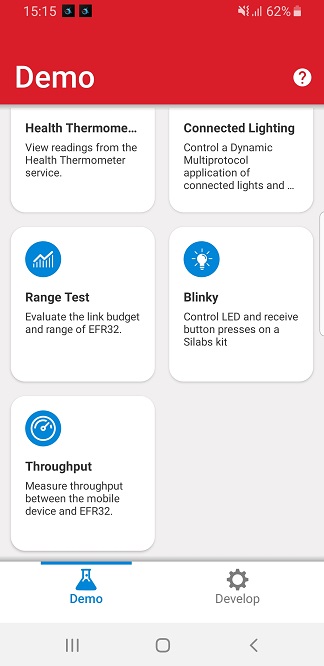 15:15
62%
Demo
Health Thermome...
View readings from the
Health Thermometer
service.
Connected Lighting
Control a Dynamic
Multiprotocol
application of
connected lights and ...
Range Test
Evaluate the link budget
and range of EFR32.
Blinky
Control LED and receive
button presses on a
Silabs kit
Throughput
Measure throughput
between the mobile
device and EFR32.
Demo
Develop